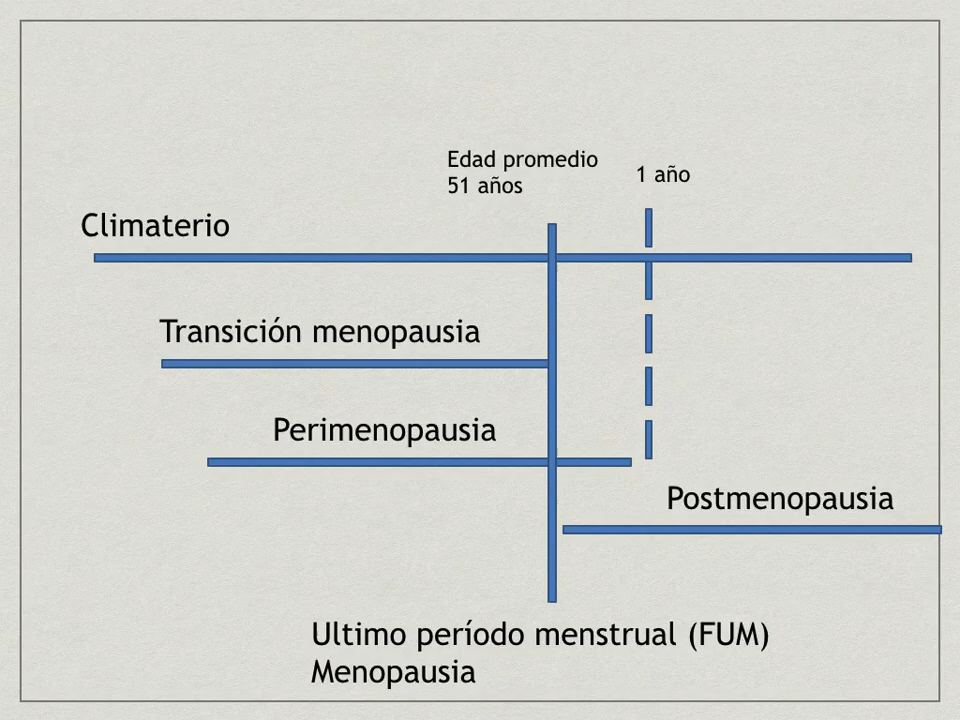 Edad promedio
51 años
1 año
Climaterio
Transición menopausia
Perimenopausia
Postmenopausia
Ultimo período menstrual (FUM)
Menopausia